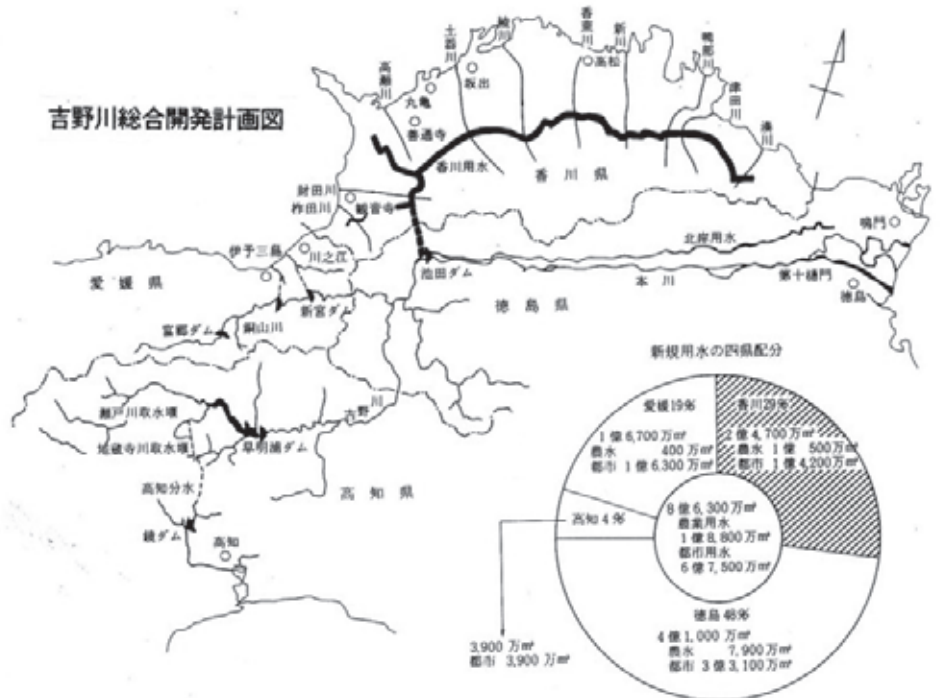 吉野川総合開発計画図
高瀬川
土器川
綾川
香東川
新川
鴨部川
津田川
湊川
丸亀
坂出
高松
善通寺
香川用水
香川県
財田川
柞田川
観音寺
伊予三島
川之江
愛媛県
池田ダム
北岸用水
鳴門
本川
第十樋門
徳島
徳島県
新宮ダム
富郷ダム
銅山川
瀬戸川取水堰
地蔵寺川取水堰
早明浦ダム
吉野川
高知分水
高知県
鏡ダム
高知
新規用水の四県配分
愛媛19%
1億6,700万㎥
農水 400万㎥
都市 1億6,300万㎥
香川29%
2億4,700万㎥
農水 1億 500万㎥
都市 1億4,200万㎥
高知4%
3,900万㎥
都市 3,900万㎥
8億6,300万㎥
農業用水
1億8,800万㎥
都市用水
6億7,500万㎥
徳島48%
4億1,000万㎥
農水 7,900万㎥
都市 3億3,100万㎥